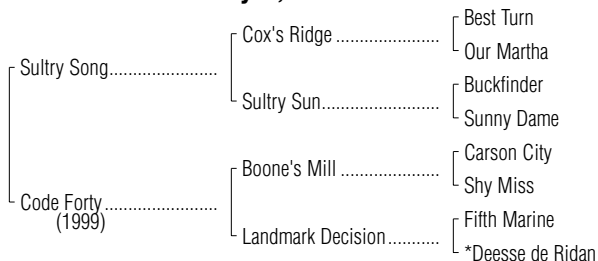 Best Turn
Cox's Ridge
Our Martha
Sultry Song
Buckfinder
Sultry Sun
Sunny Dame
Carson City
Boone's Mill
Shy Miss
Code Forty
(1999)
Fifth Marine
Landmark Decision
*Deesse de Ridan